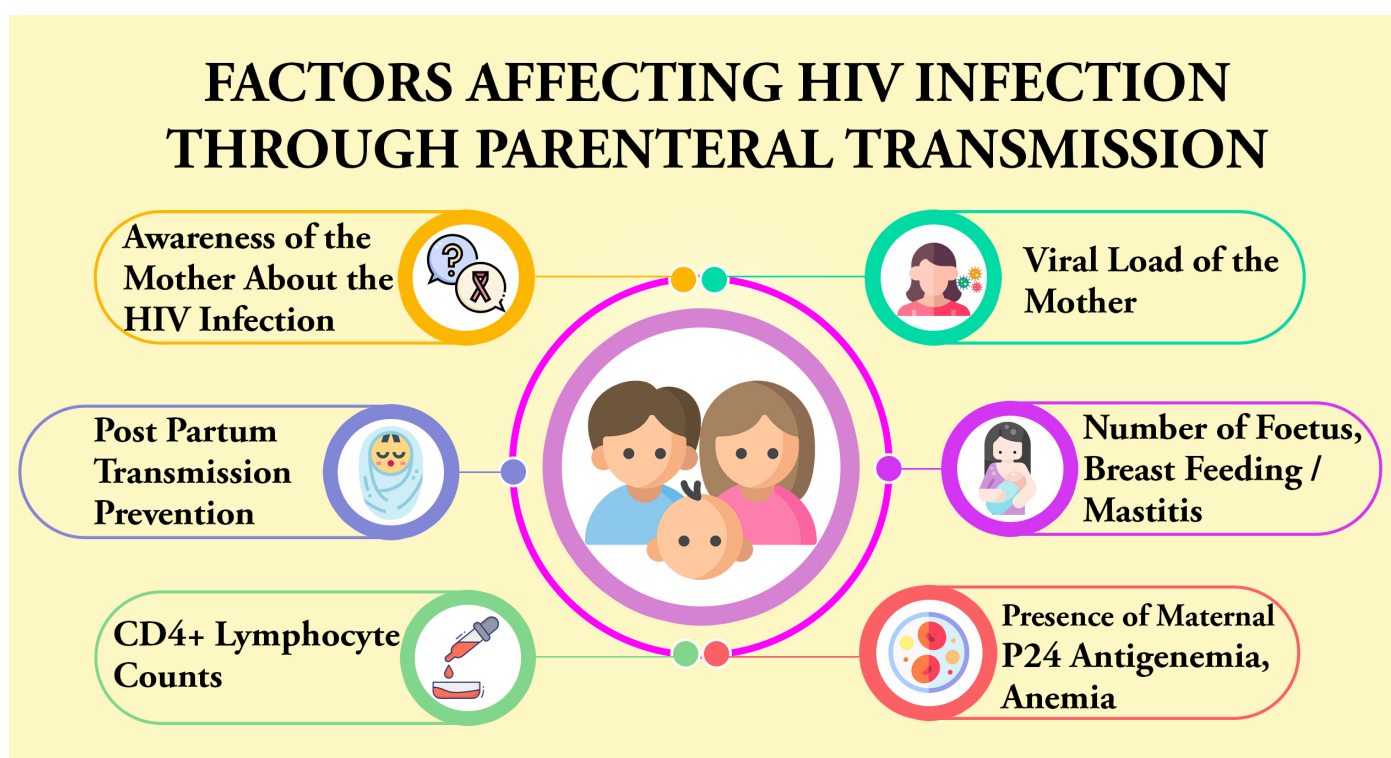 FACTORS AFFECTING HIV INFECTION
THROUGH PARENTERAL TRANSMISSION
Awareness of the
Mother About the
HIV Infection
Viral Load of the
Mother
Post Partum
Transmission
Prevention
Number of Foetus,
Breast Feeding /
Mastitis
CD4+ Lymphocyte
Counts
Presence of Maternal
P24 Antigenemia,
Anemia